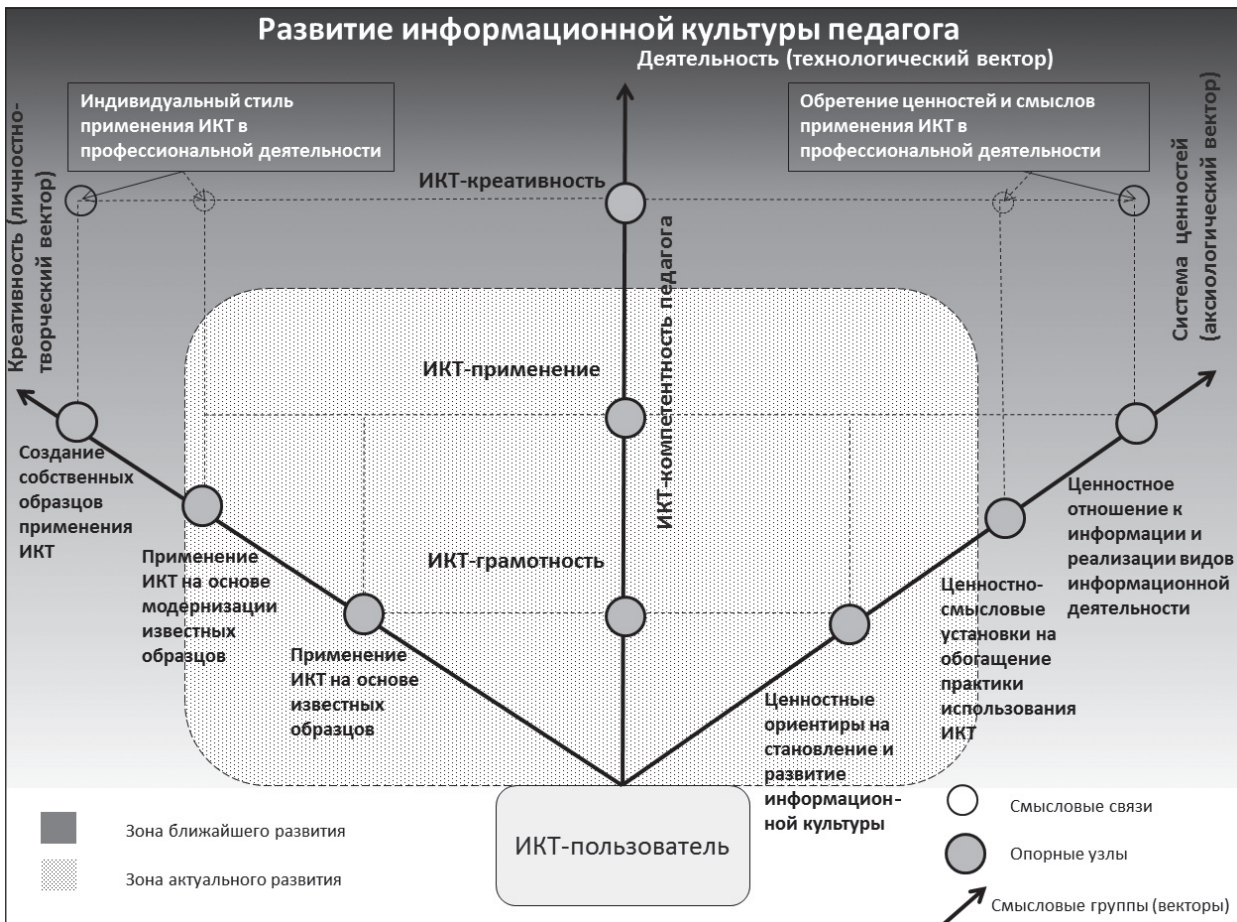 Развитие информационной культуры педагога
Деятельность (технологический вектор)
Индивидуальный стиль
применения ИКТ в
профессиональной деятельности
Обретение ценностей и смыслов
применения ИКТ в
профессиональной деятельности
Креативность (личностно-
творческий вектор)
Система ценностей
(аксиологический вектор)
ИКТ-креативность
ИКТ-компетентность педагога
ИКТ-применение
ИКТ-грамотность
Создание
собственных
образцов
применения
ИКТ
Применение
ИКТ на основе
модернизации
известных
образцов
Применение
ИКТ на основе
известных
образцов
Ценностные
ориентиры на
становление и
развитие
информацион-
ной культуры
Ценностно-
смысловые
установки на
обогащение
практики
использования
ИКТ
Ценностное
отношение к
информации и
реализации видов
информационной
деятельности
ИКТ-пользователь
Зона ближайшего развития
Зона актуального развития
Смысловые связи
Опорные узлы
Смысловые группы (векторы)